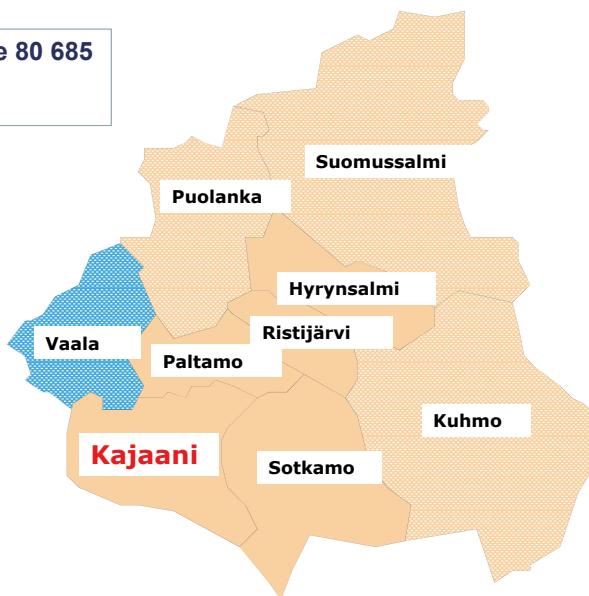 e 80 685
Suomussalmi
Puolanka
Hyrynsalmi
Ristijärvi
Vaala
Paltamo
Kuhmo
Kajaani
Sotkamo